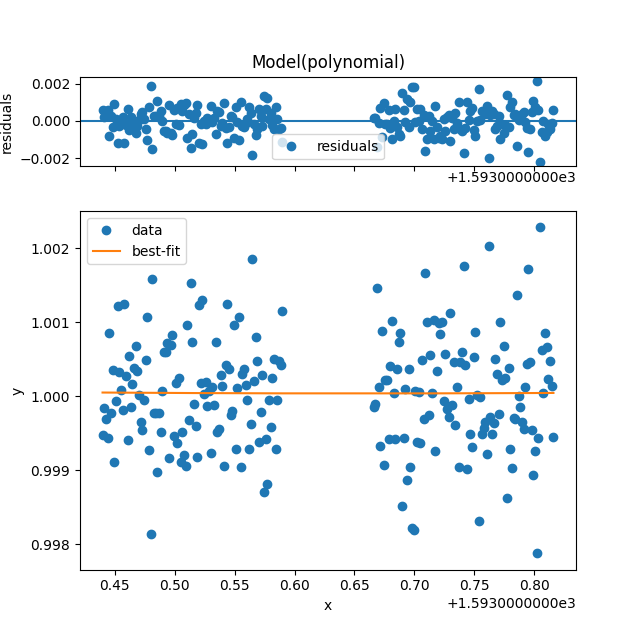 Model(polynomial)
0.002
0.000
−0.002
residuals
residuals
+1.5930000000e3
1.002
1.001
1.000
0.999
0.998
y
data
best-fit
0.45 0.50 0.55 0.60 0.65 0.70 0.75 0.80
x
+1.5930000000e3